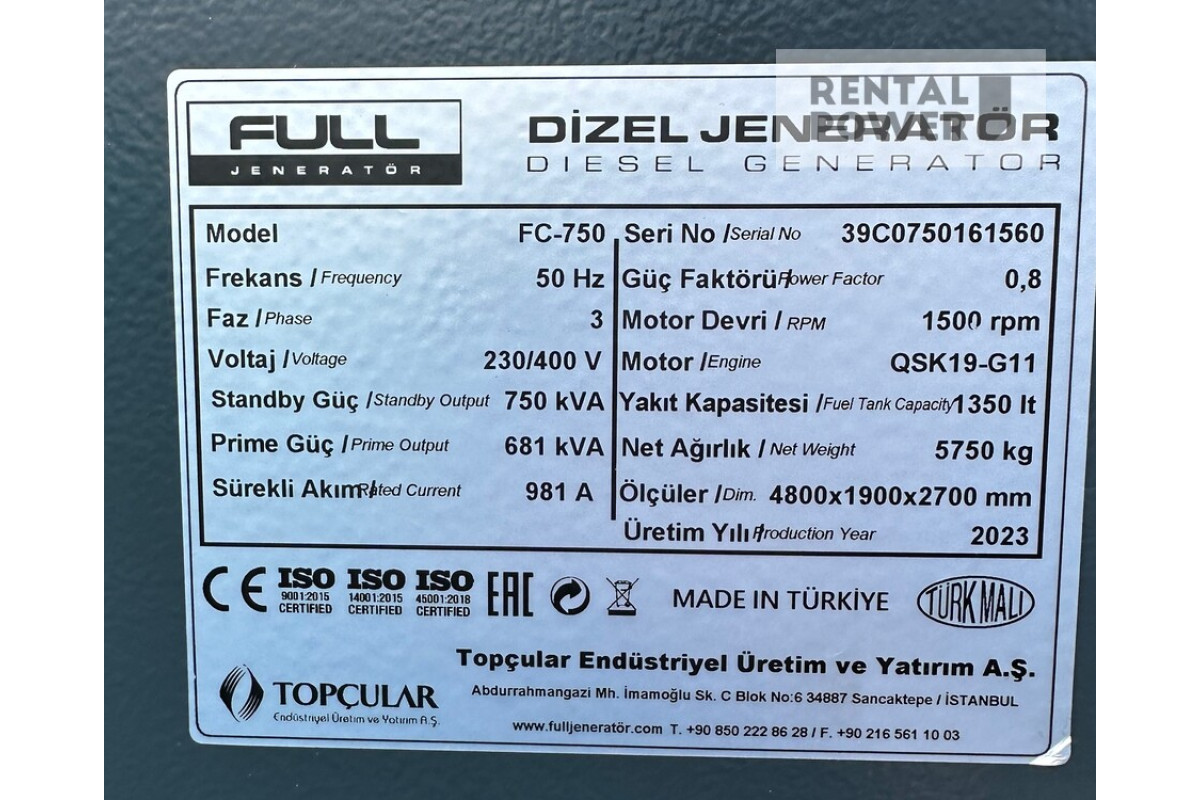 RENTAL
POWER
FULL
JENERATÖR
DİZEL JENERATÖR
DIESEL GENERATOR
Model FC-750
Frekans / Frequency 50 Hz
Faz / Phase 3
Voltaj / Voltage 230/400 V
Standby Güç / Standby Output 750 kVA
Prime Güç / Prime Output 681 kVA
Sürekli Akım / Rated Current 981 A
Seri No / Serial No 39C0750161560
Güç Faktörü / Power Factor 0,8
Motor Devri / RPM 1500 rpm
Motor / Engine QSK19-G11
Yakıt Kapasitesi / Fuel Tank Capacity 1350 lt
Net Ağırlık / Net Weight 5750 kg
Ölçüler / Dim. 4800x1900x2700 mm
Üretim Yılı / Production Year 2023
CE
ISO
9001:2015
CERTIFIED
ISO
14001:2015
CERTIFIED
ISO
45001:2018
CERTIFIED
EAC
MADE IN TÜRKİYE
TÜRK MALI
TOPÇULAR
Endüstriyel Üretim ve Yatırım A.Ş.
Topçular Endüstriyel Üretim ve Yatırım A.Ş.
Abdurrahmangazi Mh. İmamoğlu Sk. C Blok No:6 34887 Sancaktepe / İSTANBUL
www.fulljeneratör.com T. +90 850 222 86 28 / F. +90 216 561 10 03